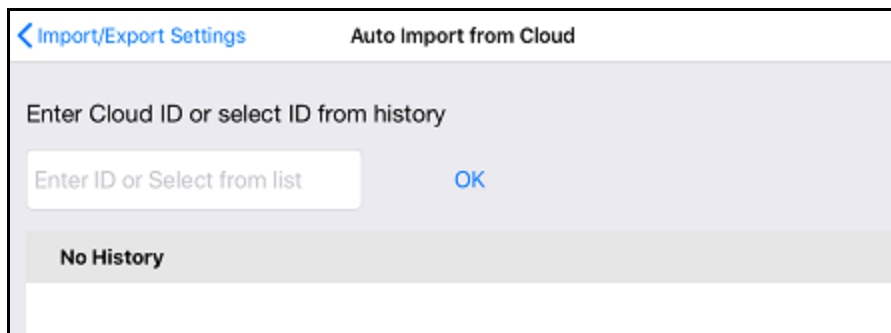 Import/Export Settings Auto Import from Cloud
Enter Cloud ID or select ID from history
Enter ID or Select from list OK
No History